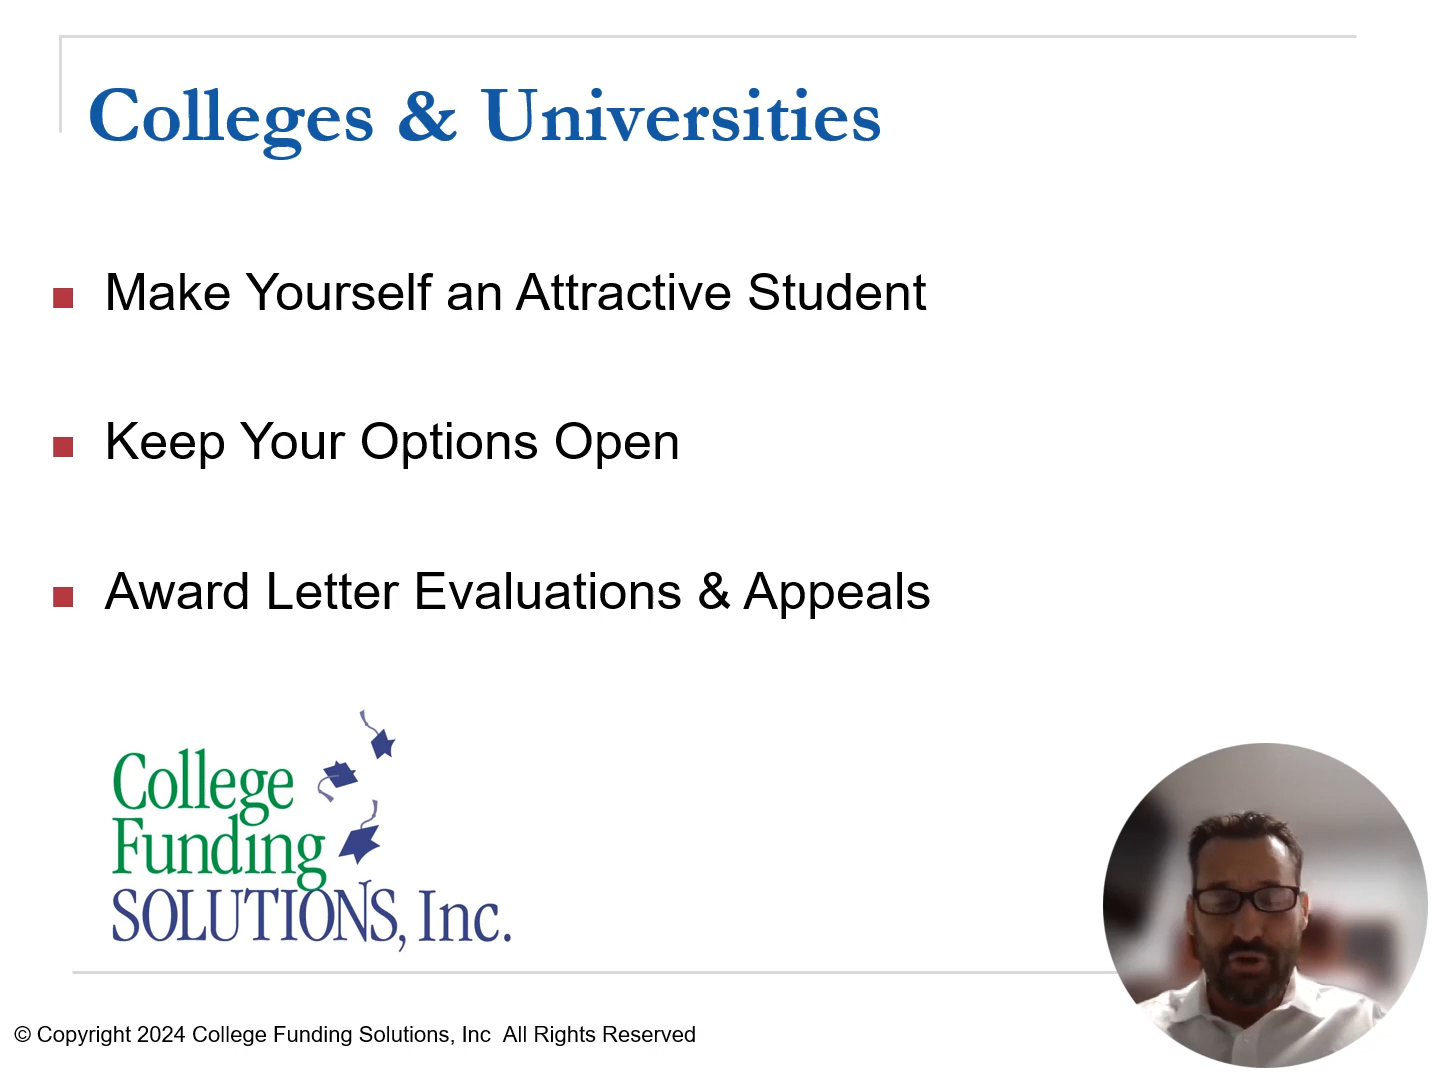 Colleges & Universities
Make Yourself an Attractive Student
Keep Your Options Open
Award Letter Evaluations & Appeals
College
Funding
SOLUTIONS, Inc.
© Copyright 2024 College Funding Solutions, Inc  All Rights Reserved